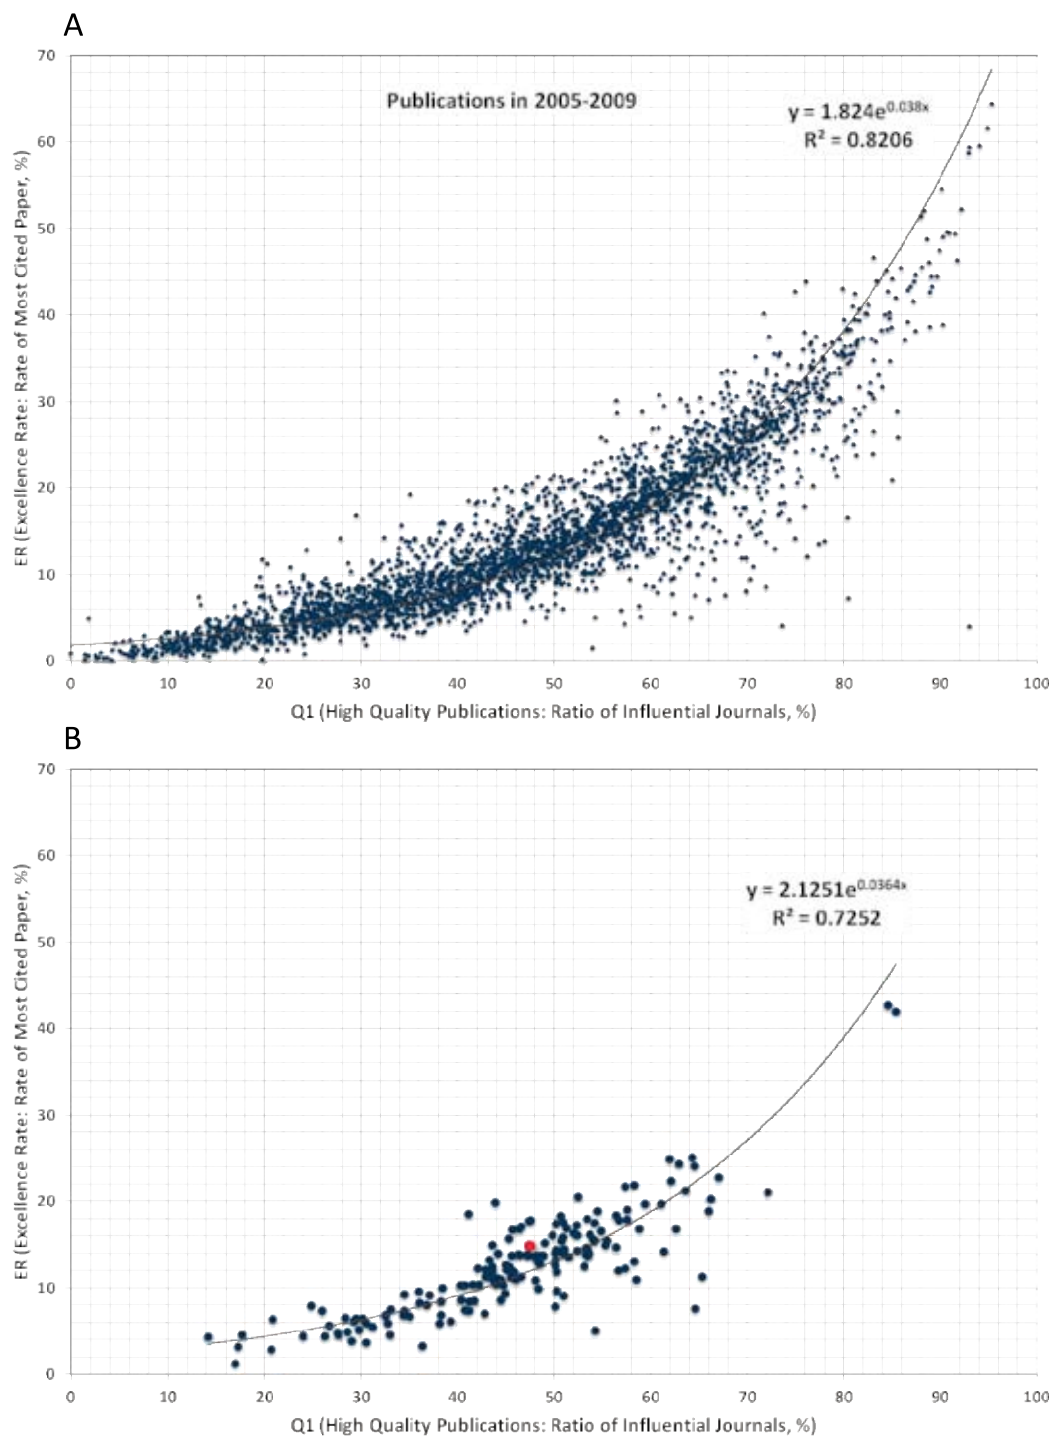 A
70
60
50
40
30
20
10
0
ER (Excellence Rate: Rate of Most Cited Paper, %)
Publications in 2005-2009
y = 1.824e^0.038x
R² = 0.8206
0 10 20 30 40 50 60 70 80 90 100
Q1 (High Quality Publications: Ratio of Influential Journals, %)
B
70
60
50
40
30
20
10
0
ER (Excellence Rate: Rate of Most Cited Paper, %)
y = 2.1251e^0.0364x
R² = 0.7252
0 10 20 30 40 50 60 70 80 90 100
Q1 (High Quality Publications: Ratio of Influential Journals, %)